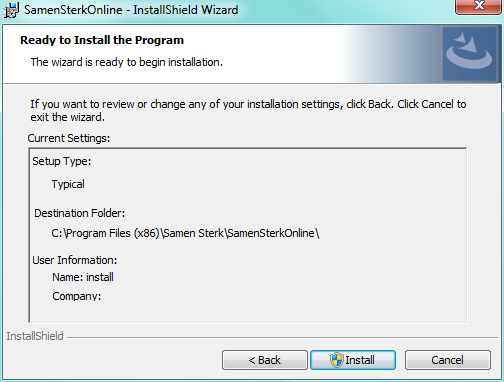 SamenSterkOnline - InstallShield Wizard
Ready to Install the Program
The wizard is ready to begin installation.
If you want to review or change any of your installation settings, click Back. Click Cancel to
exit the wizard.
Current Settings:
Setup Type:
Typical
Destination Folder:
C:\Program Files (x86)\Samen Sterk\SamenSterkOnline\
User Information:
Name: install
Company:
InstallShield
< Back
Install
Cancel